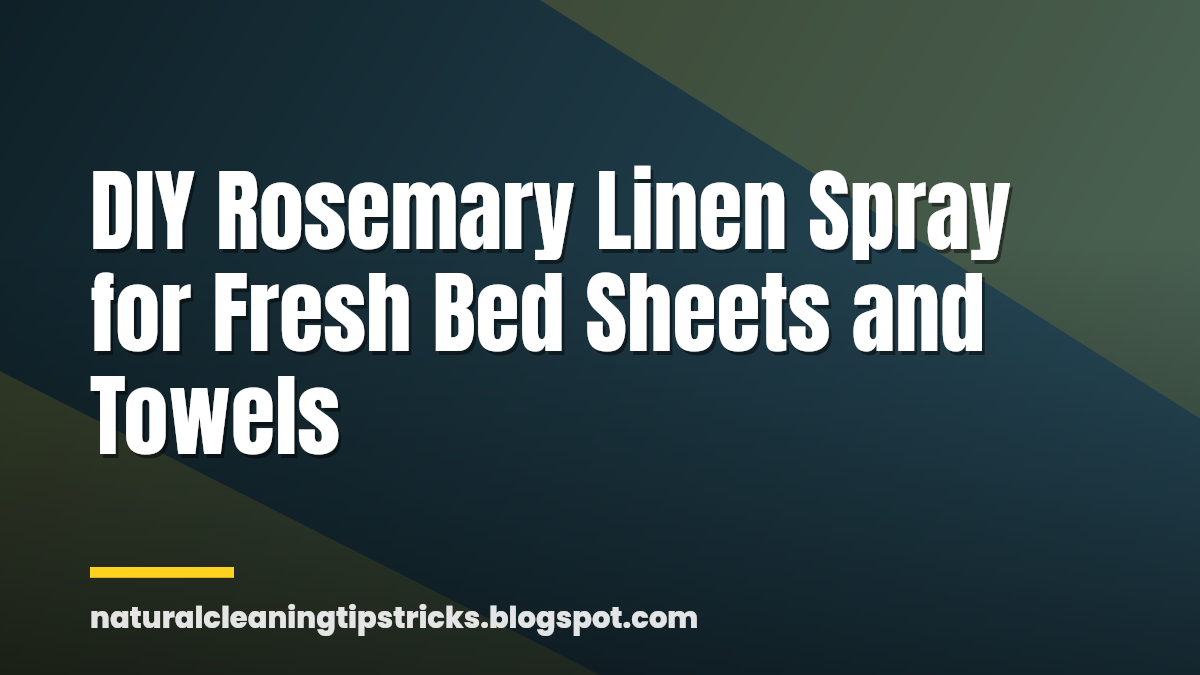 DIY Rosemary Linen Spray
for Fresh Bed Sheets and
Towels
naturalcleaningtipstricks.blogspot.com